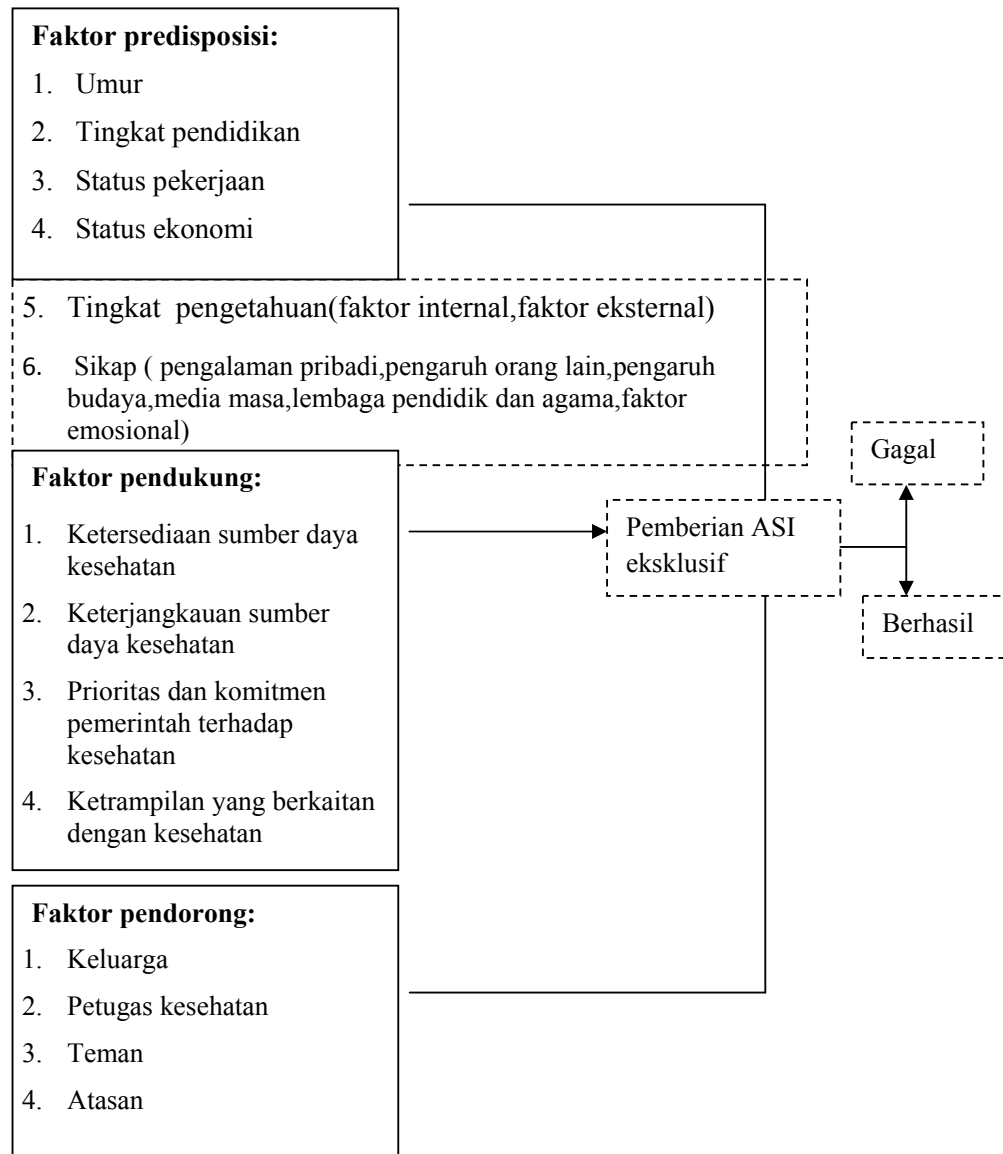 Faktor predisposisi:
1. Umur
2. Tingkat pendidikan
3. Status pekerjaan
4. Status ekonomi
5. Tingkat pengetahuan(faktor internal,faktor eksternal)
6. Sikap ( pengalaman pribadi,pengaruh orang lain,pengaruh
budaya,media masa,lembaga pendidik dan agama,faktor
emosional)
Faktor pendukung:
1. Ketersediaan sumber daya
kesehatan
2. Keterjangkauan sumber
daya kesehatan
3. Prioritas dan komitmen
pemerintah terhadap
kesehatan
4. Ketrampilan yang berkaitan
dengan kesehatan
Faktor pendorong:
1. Keluarga
2. Petugas kesehatan
3. Teman
4. Atasan
Pemberian ASI
eksklusif
Gagal
Berhasil